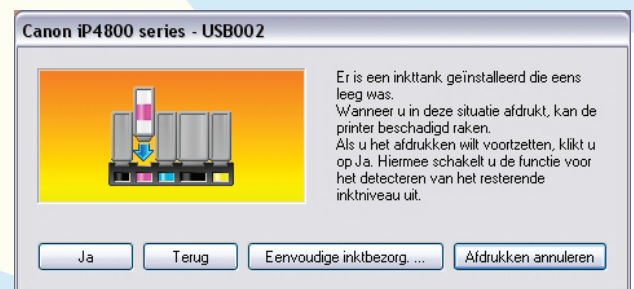 Canon iP4800 series - USB002
Er is een inkttank geïnstalleerd die eens
leeg was.
Wanneer u in deze situatie afdrukt, kan de
printer beschadigd raken.
Als u het afdrukken wilt voortzetten, klikt u
op Ja. Hiermee schakelt u de functie voor
het detecteren van het resterende
inktniveau uit.
Ja
Terug
Eenvoudige inktbezorg. ...
Afdrukken annuleren